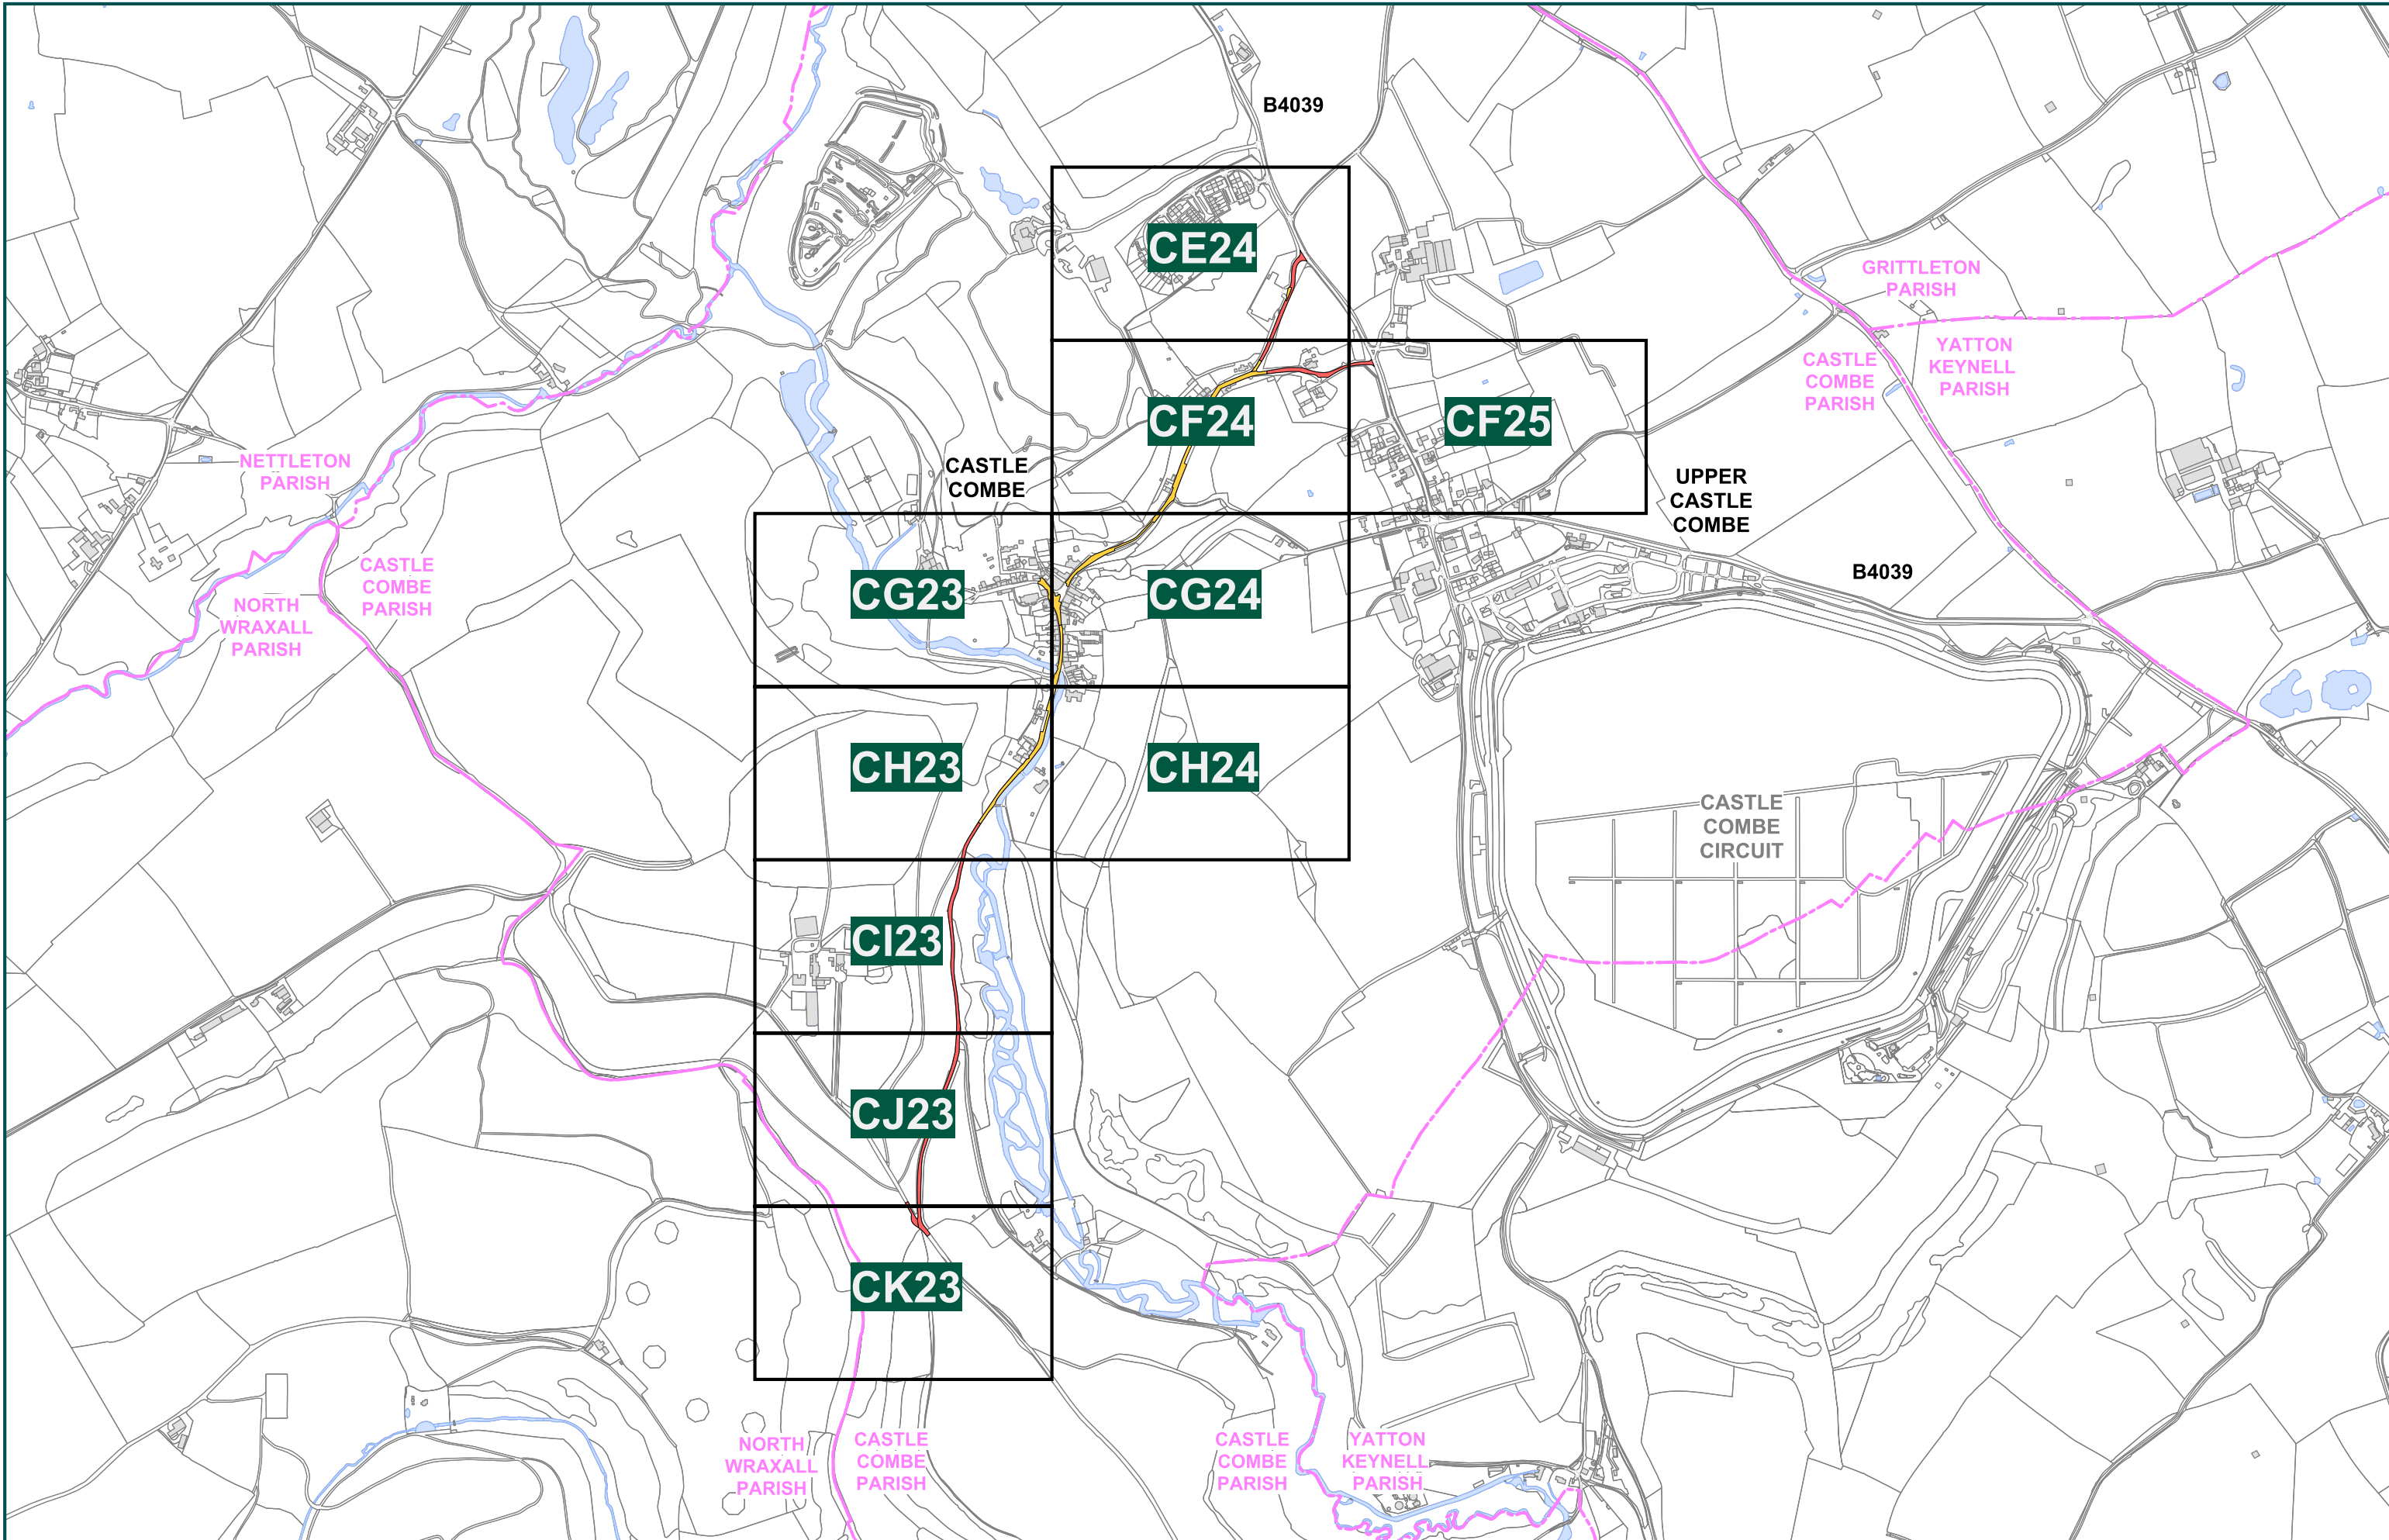 B4039
CE24
GRITTLETON
PARISH
CASTLE
COMBE
PARISH
YATTON
KEYNELL
PARISH
CF24
CF25
NETTLETON
PARISH
CASTLE
COMBE
UPPER
CASTLE
COMBE
CASTLE
COMBE
PARISH
NORTH
WRAXALL
PARISH
CG23
CG24
B4039
CH23
CH24
CASTLE
COMBE
CIRCUIT
CI23
CJ23
CK23
NORTH
WRAXALL
PARISH
CASTLE
COMBE
PARISH
CASTLE
COMBE
PARISH
YATTON
KEYNELL
PARISH